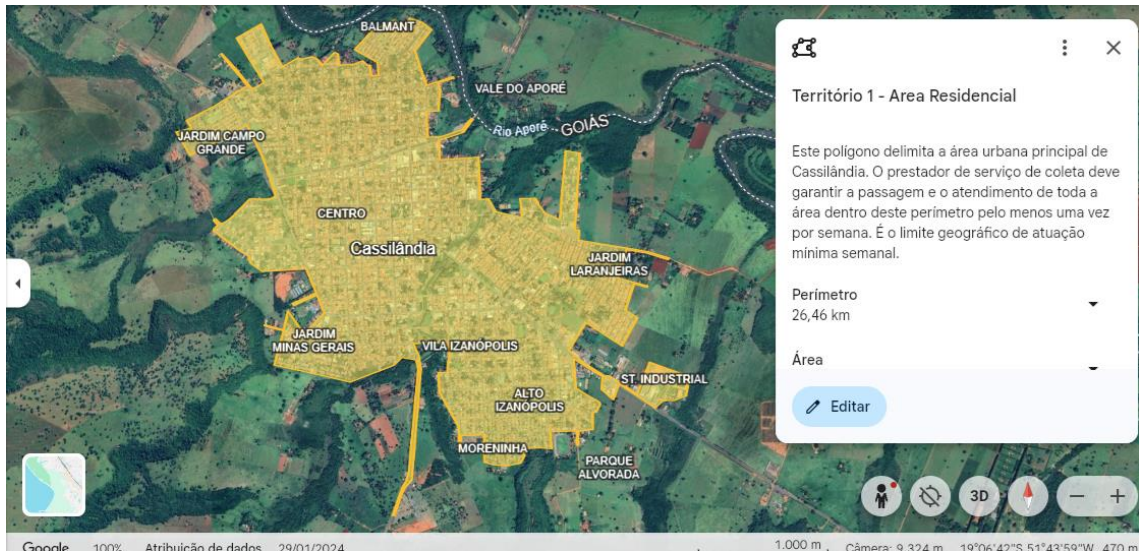 BALMANT
VALE DO APORÉ
Rio Aporé
GOIÁS
JARDIM CAMPO
GRANDE
CENTRO
Cassilândia
JARDIM
LARANJEIRAS
JARDIM
MINAS GERAIS
VILA IZANÓPOLIS
ST. INDUSTRIAL
ALTO
IZANÓPOLIS
MORENINHA
PARQUE
ALVORADA
Território 1 - Area Residencial
Este polígono delimita a área urbana principal de
Cassilândia. O prestador de serviço de coleta deve
garantir a passagem e o atendimento de toda a
área dentro deste perímetro pelo menos uma vez
por semana. É o limite geográfico de atuação
mínima semanal.
Perímetro
26,46 km
Área
Editar
3D
Google 100% Atribuição de dados 29/01/2024 1.000 m Câmera: 9.324 m 19°06'42"S 51°43'59"W 470 m